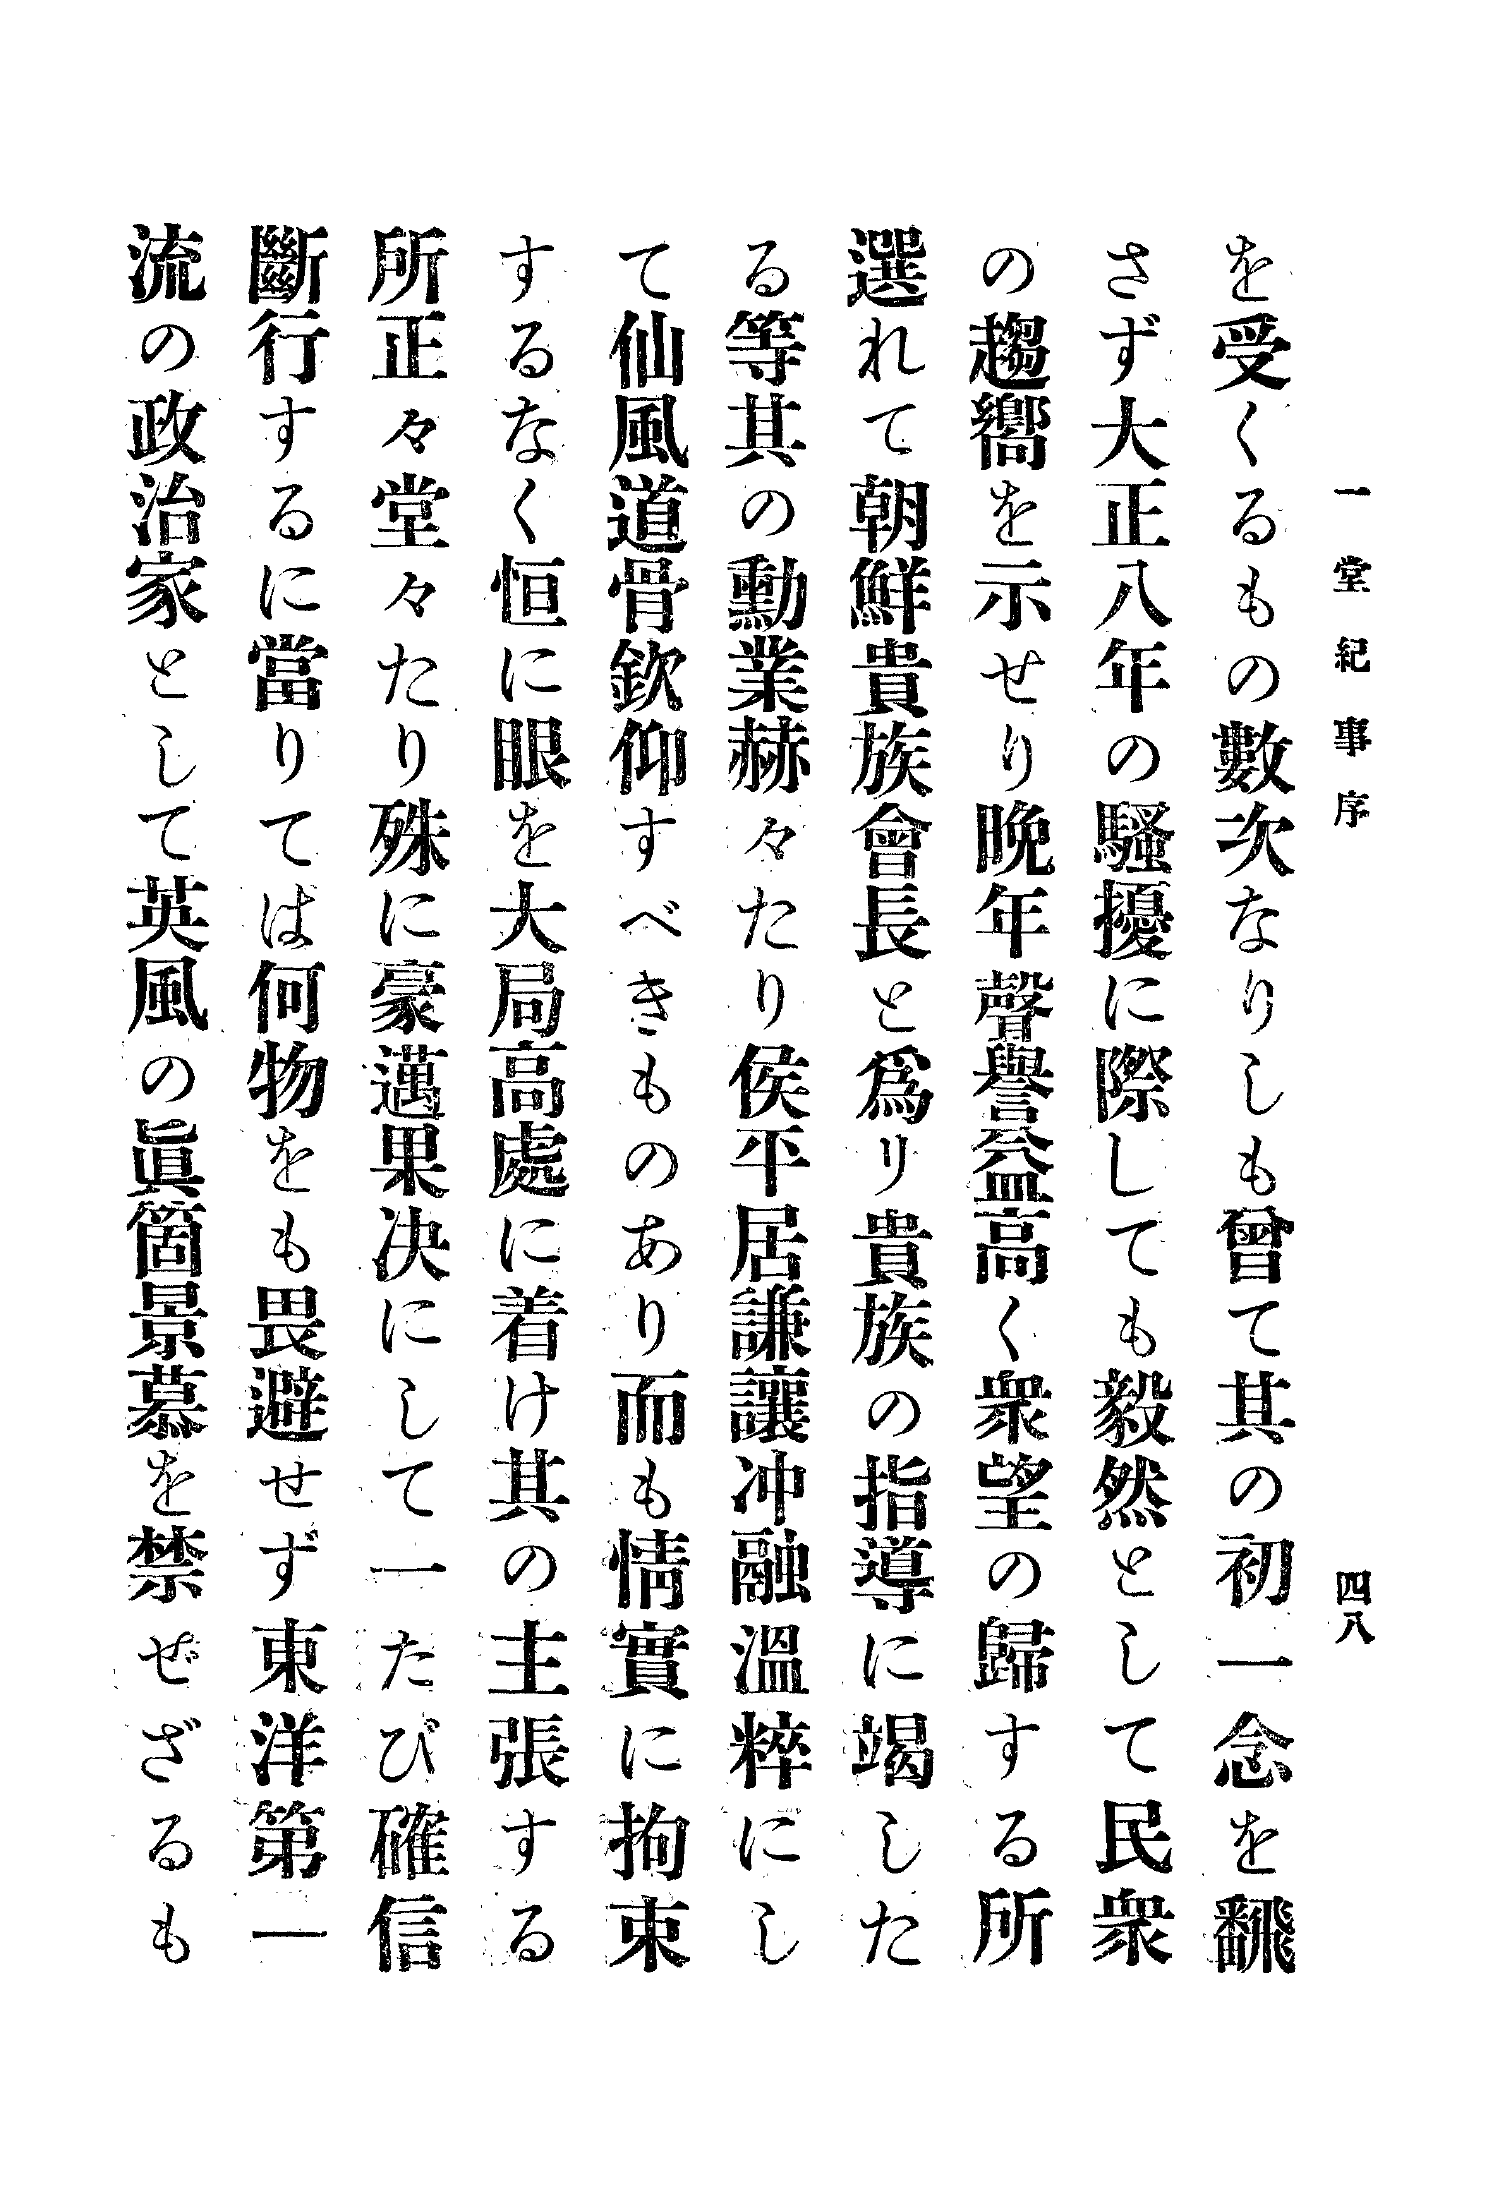 一堂紀事序　四八
を受くるもの數次なりしも曾て其の初一念を飜
さず大正八年の騷擾に際しても毅然として民衆
の趨嚮を示せり晩年聲譽益高く衆望の歸する所
選れて朝鮮貴族會長と爲リ貴族の指導に竭した
る等其の勳業赫々たり侯平居謙讓冲融溫粹にし
て仙風道骨欽仰すべきものあり而も情實に拘束
するなく恒に眼を大局高處に着け其の主張する
所正々堂々たり殊に豪邁果决にして一たび確信
斷行するに當りては何物をも畏避せず東洋第一
流の政治家として英風の眞箇景慕を禁ぜざるも